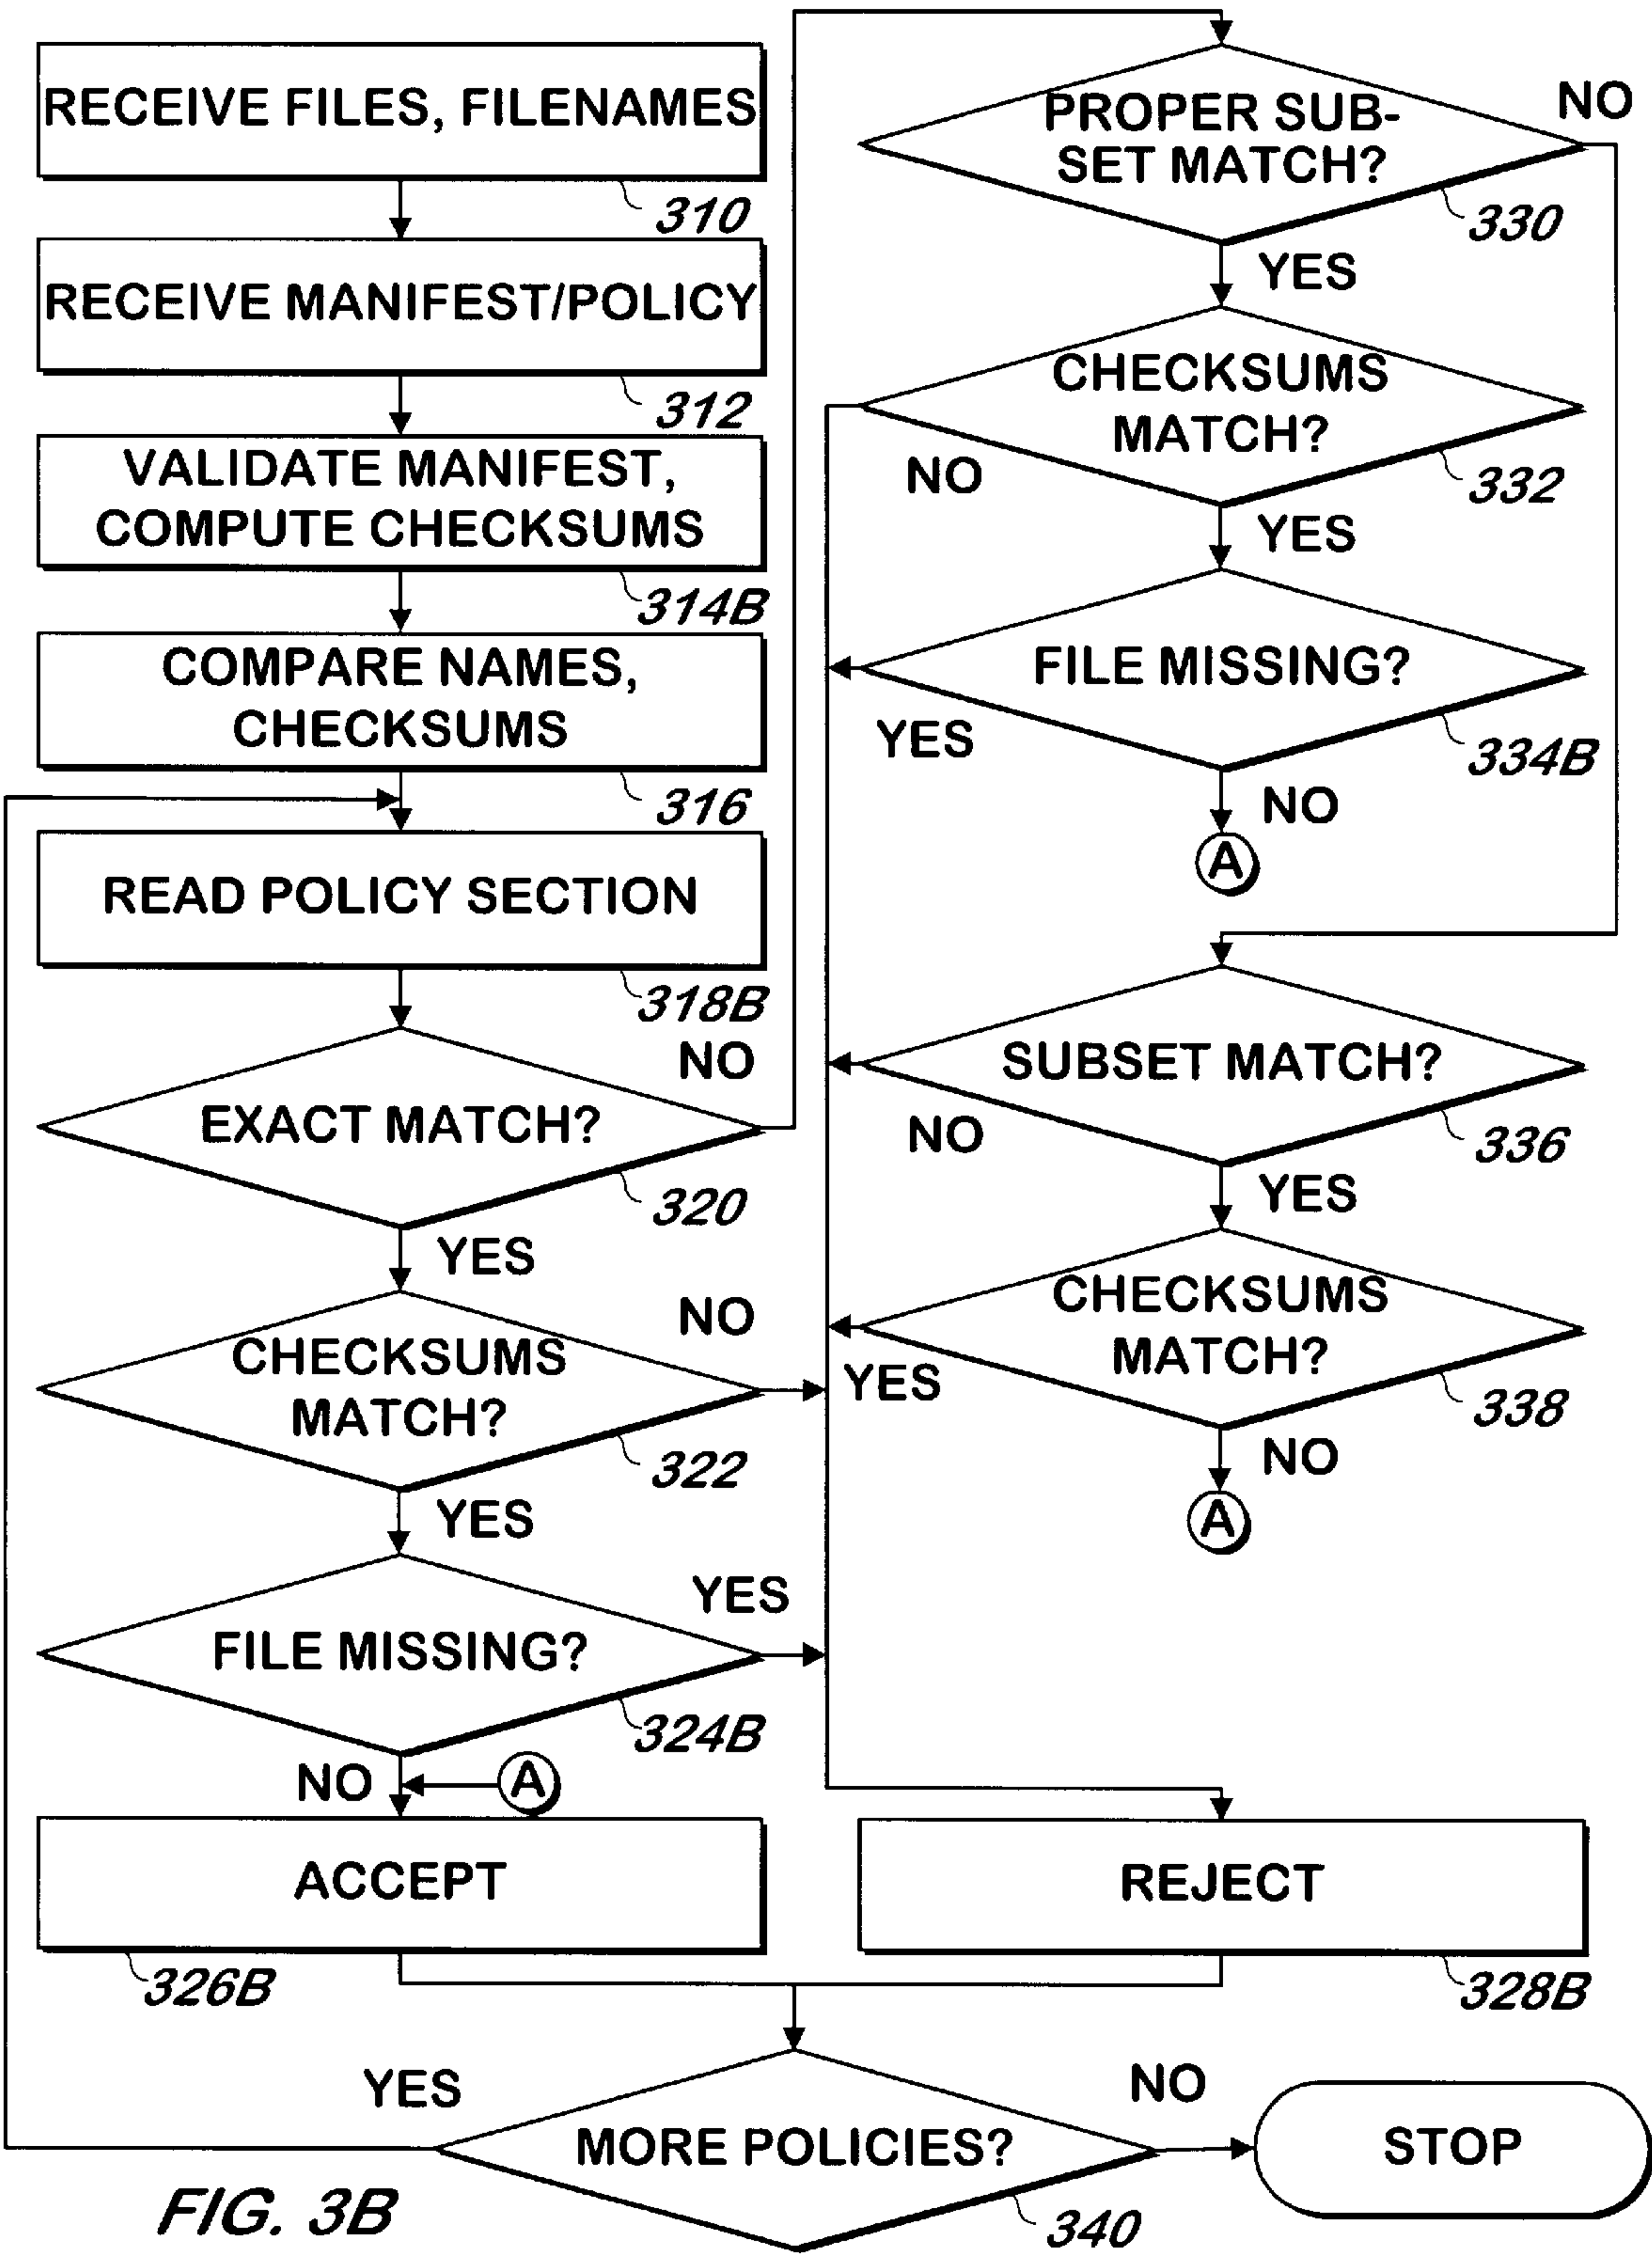 RECEIVE FILES, FILENAMES
310
RECEIVE MANIFEST/POLICY
312
VALIDATE MANIFEST,
COMPUTE CHECKSUMS
314B
COMPARE NAMES,
CHECKSUMS
316
READ POLICY SECTION
318B
EXACT MATCH?
NO
320
YES
CHECKSUMS
MATCH?
NO
322
YES
FILE MISSING?
YES
324B
NO
A
ACCEPT
326B
PROPER SUB-
SET MATCH?
NO
330
YES
CHECKSUMS
MATCH?
NO
332
YES
FILE MISSING?
YES
334B
NO
A
SUBSET MATCH?
NO
336
YES
CHECKSUMS
MATCH?
YES
338
NO
A
REJECT
328B
MORE POLICIES?
YES
NO
340
STOP
FIG. 3B